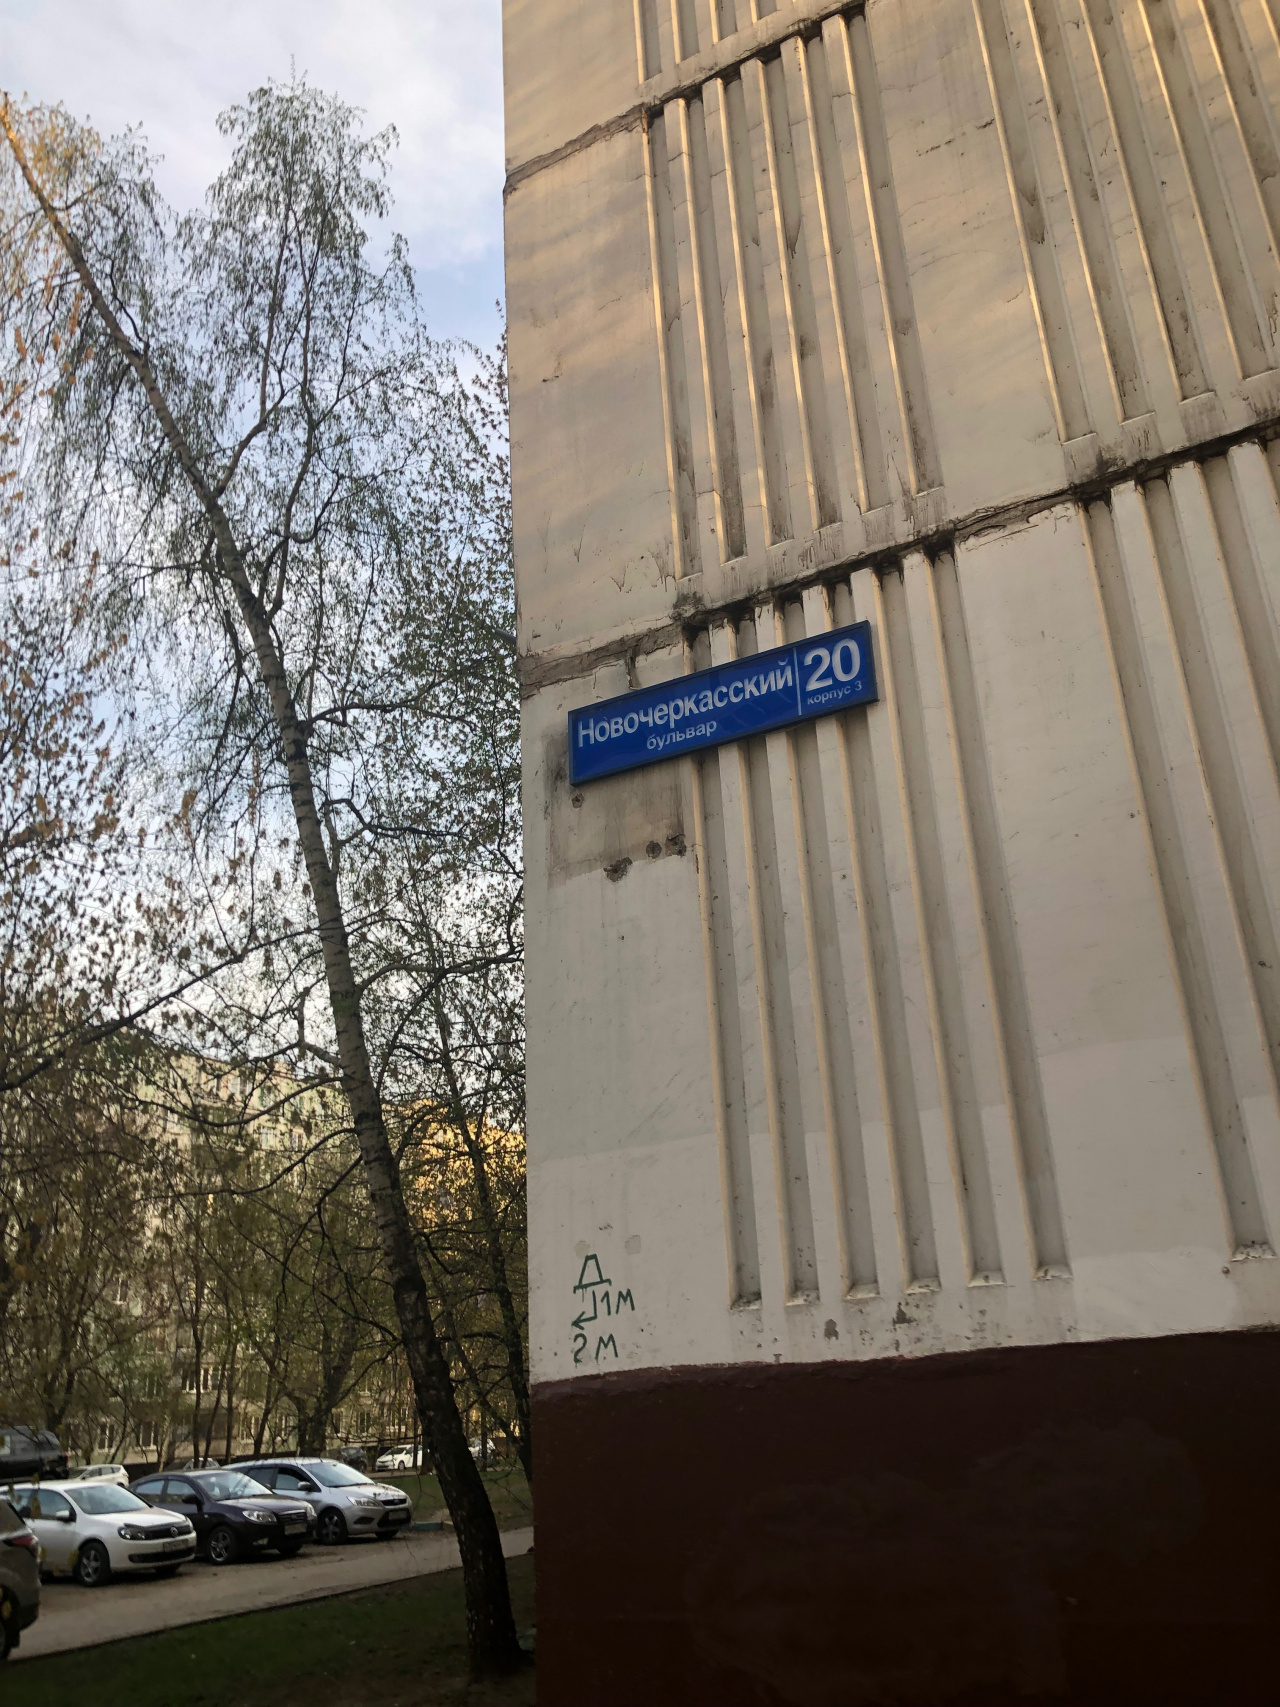 Новочеркасский
бульвар
20
корпус 3
Д
1М
2М